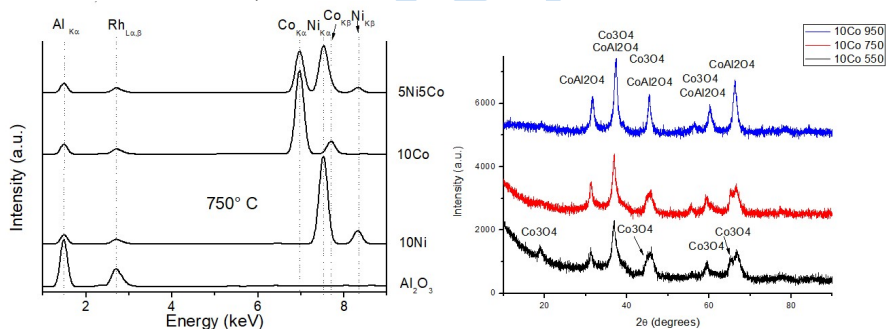 Al Kα
Rh Lα,β
Co Kα
Ni Kα
Co Kβ
Ni Kβ
5Ni5Co
10Co
750° C
10Ni
Al2O3
Intensity (a.u.)
2 4 6 8
Energy (keV)
10Co 950
10Co 750
10Co 550
Co3O4
CoAl2O4
CoAl2O4
Co3O4
CoAl2O4
Co3O4
CoAl2O4
CoAl2O4
6000
4000
2000
0
Intensity (a.u.)
Co3O4
Co3O4
Co3O4
Co3O4
20 40 60 80
2θ (degrees)